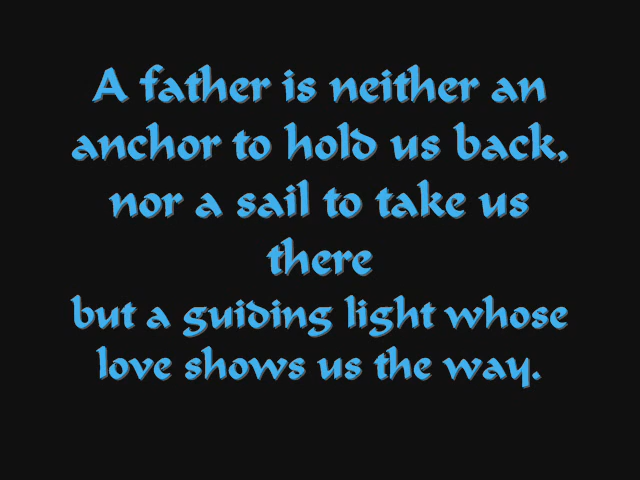 A father is neither an
anchor to hold us back,
nor a sail to take us
there
but a guiding light whose
love shows us the way.